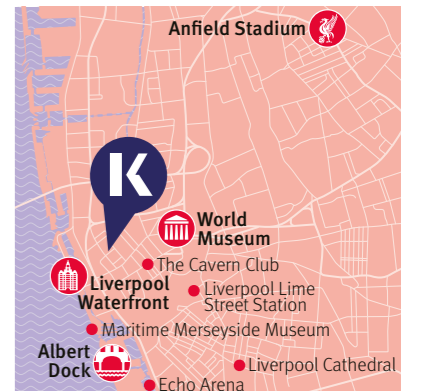 Anfield Stadium
K
World
Museum
The Cavern Club
Liverpool
Waterfront
Liverpool Lime
Street Station
Maritime Merseyside Museum
Albert
Dock
Liverpool Cathedral
Echo Arena